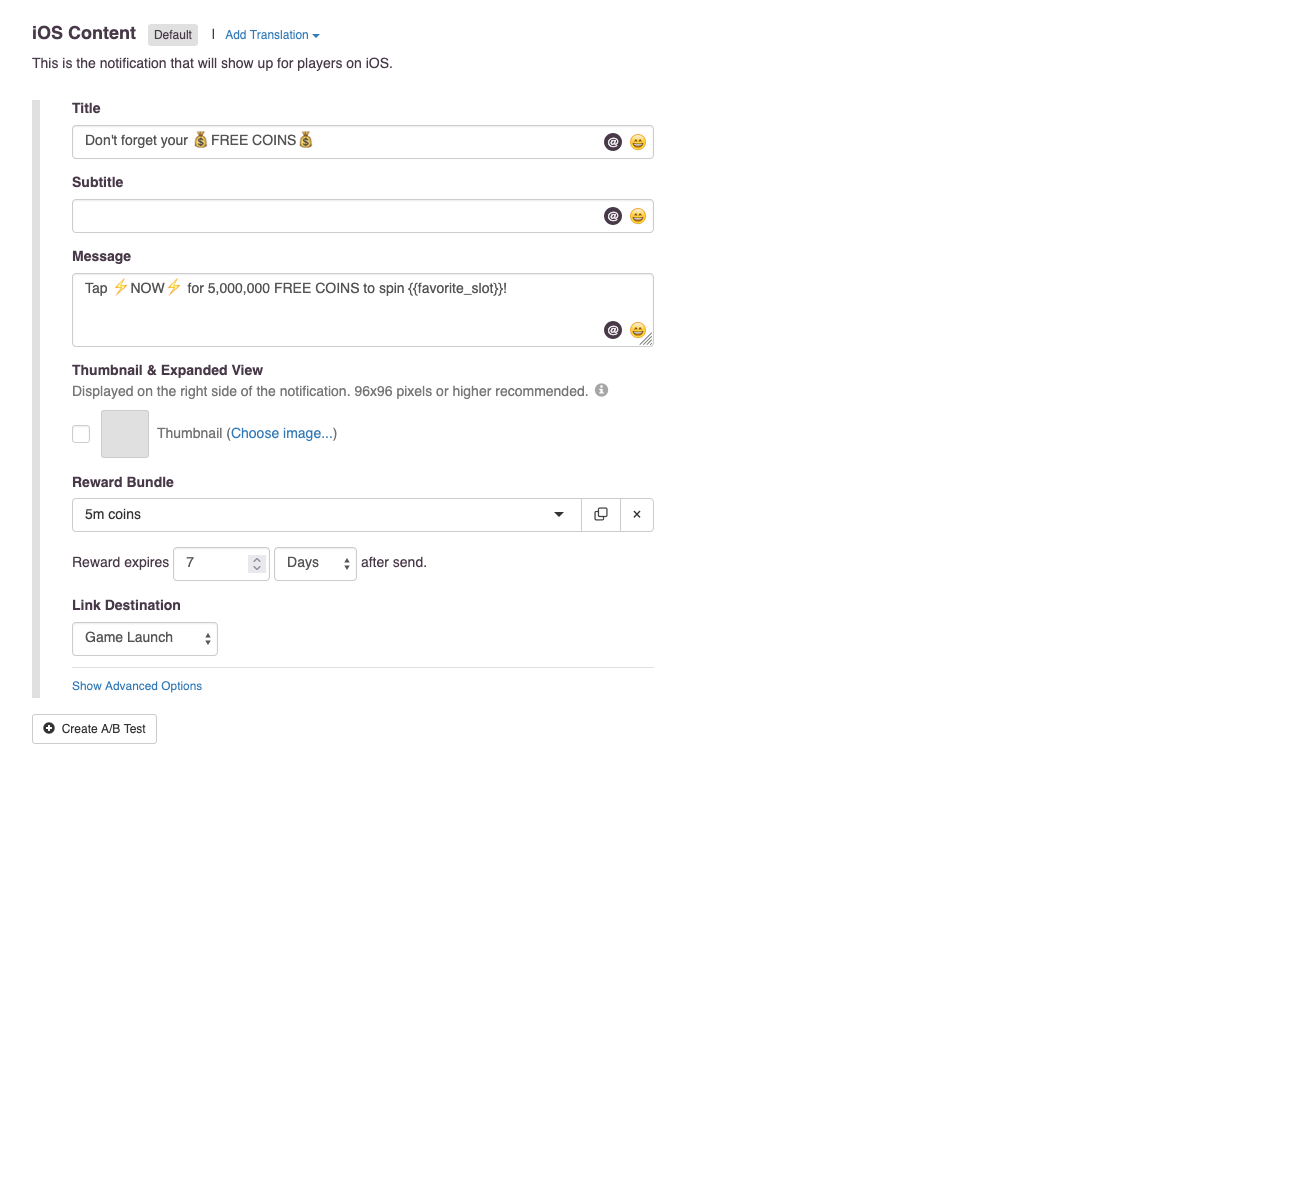 iOS Content Default | Add Translation
This is the notification that will show up for players on iOS.
Title
Don't forget your 💰FREE COINS💰
@
Subtitle
@
Message
Tap ⚡NOW⚡ for 5,000,000 FREE COINS to spin {{favorite_slot}}!
@
Thumbnail & Expanded View
Displayed on the right side of the notification. 96x96 pixels or higher recommended.
Thumbnail (Choose image...)
Reward Bundle
5m coins
Reward expires 7 Days after send.
Link Destination
Game Launch
Show Advanced Options
Create A/B Test